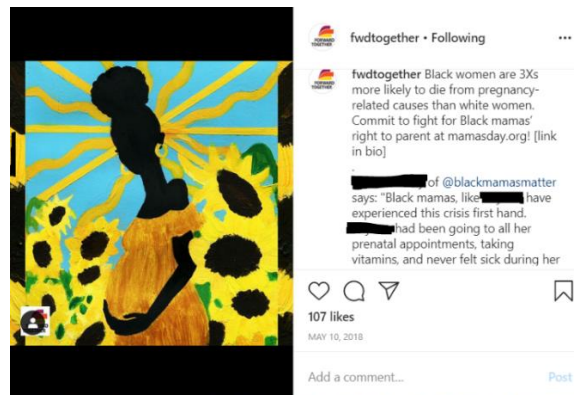 fwdtogether • Following
FORWARD TOGETHER
fwdtogether Black women are 3Xs
more likely to die from pregnancy-
related causes than white women.
Commit to fight for Black mamas'
right to parent at mamasday.org! [link
in bio]
.
of @blackmamasmatter
says: "Black mamas, like have
experienced this crisis first hand.
had been going to all her
prenatal appointments, taking
vitamins, and never felt sick during her
107 likes
MAY 10, 2018
Add a comment...
Post